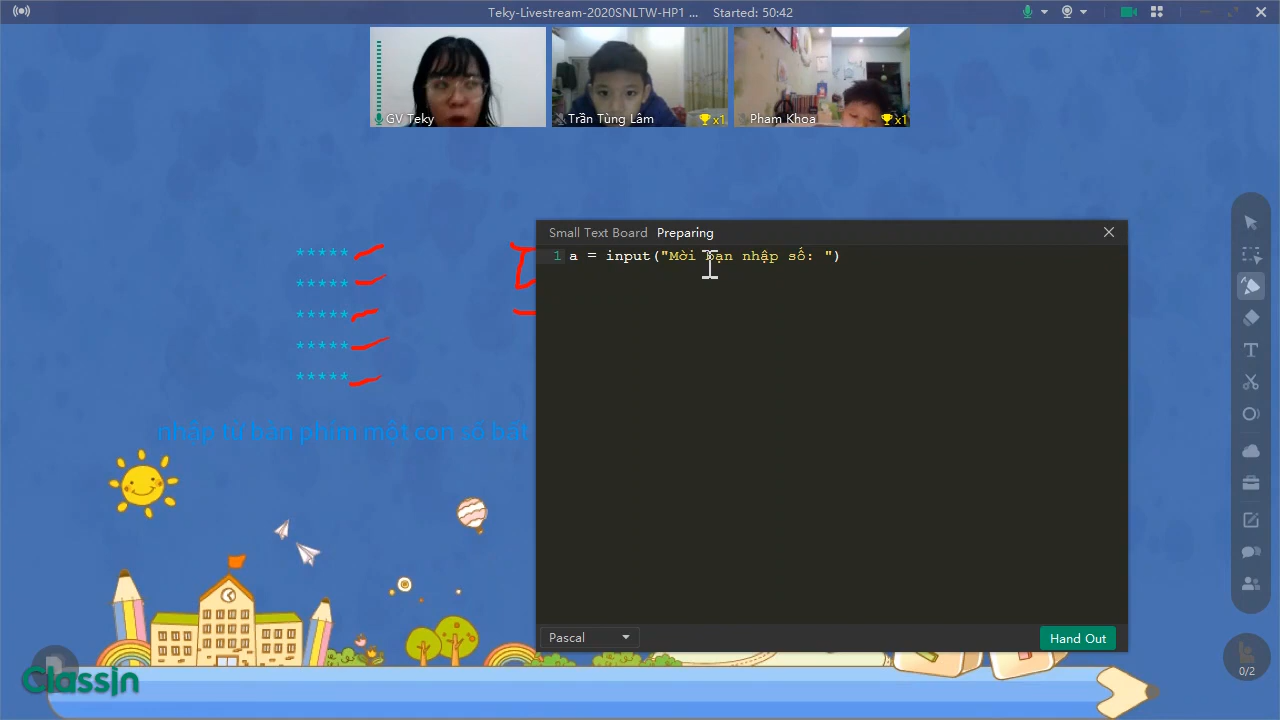 Teky-Livestream-2020SNLTW-HP1 ... Started: 50:42
GV Teky
Trần Tùng Lâm
x1
Pham Khoa
x1
*****
*****
*****
*****
*****
nhập từ bàn phím một con số bất
Small Text Board Preparing
1 a = input("Mời bạn nhập số: ")
Pascal
Hand Out
0/2
ClassIn